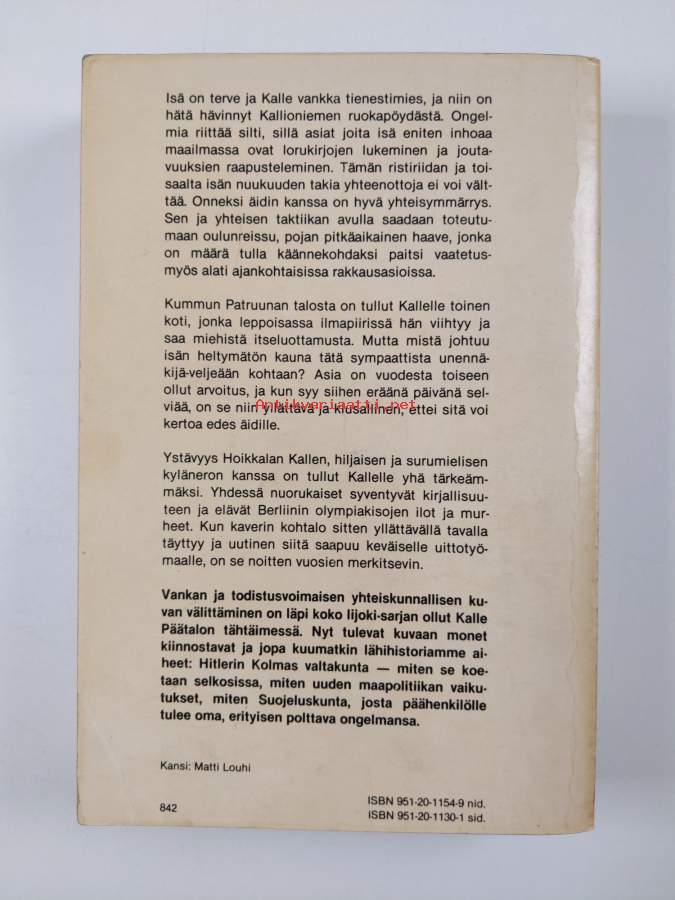 Isä on terve ja Kalle vankka tienestimies, ja niin on
hätä hävinnyt Kallioniemen ruokapöydästä. Ongel-
mia riittää silti, sillä asiat joita isä eniten inhoaa
maailmassa ovat lorukirjojen lukeminen ja jouta-
vuuksien raapusteleminen. Tämän ristiriidan ja toi-
saalta isän nuukuuden takia yhteenottoja ei voi vält-
tää. Onneksi äidin kanssa on hyvä yhteisymmärrys.
Sen ja yhteisen taktiikan avulla saadaan toteutu-
maan oulunreissu, pojan pitkäaikainen haave, jonka
on määrä tulla käännekohdaksi paitsi vaatetus-
myös alati ajankohtaisissa rakkausasioissa.
Kummun Patruunan talosta on tullut Kallelle toinen
koti, jonka leppoisassa ilmapiirissä hän viihtyy ja
saa miehistä itseluottamusta. Mutta mistä johtuu
isän heltymätön kauna tätä sympaattista unennä-
kijä-veljeään kohtaan? Asia on vuodesta toiseen
ollut arvoitus, ja kun syy siihen eräänä päivänä sel-
viää, on se niin yllättävä ja kiusallinen, ettei sitä voi
Antikvariaatti.net
kertoa edes äidille.
Ystävyys Hoikkalan Kallen, hiljaisen ja surumielisen
kyläneron kanssa on tullut Kallelle yhä tärkeäm-
mäksi. Yhdessä nuorukaiset syventyvät kirjallisuu-
teen ja elävät Berliinin olympiakisojen ilot ja mur-
heet. Kun kaverin kohtalo sitten yllättävällä tavalla
täyttyy ja uutinen siitä saapuu keväiselle uittotyö-
maalle, on se noitten vuosien merkitsevin.
Vankan ja todistusvoimaisen yhteiskunnallisen ku-
van välittäminen on läpi koko Iijoki-sarjan ollut Kalle
Päätalon tähtäimessä. Nyt tulevat kuvaan monet
kiinnostavat ja jopa kuumatkin lähihistoriamme ai-
heet: Hitlerin Kolmas valtakunta — miten se koe-
taan selkosissa, miten uuden maapolitiikan vaiku-
tukset, miten Suojeluskunta, josta päähenkilölle
tulee oma, erityisen polttava ongelmansa.
Kansi: Matti Louhi
842
ISBN 951-20-1154-9 nid.
ISBN 951-20-1130-1 sid.